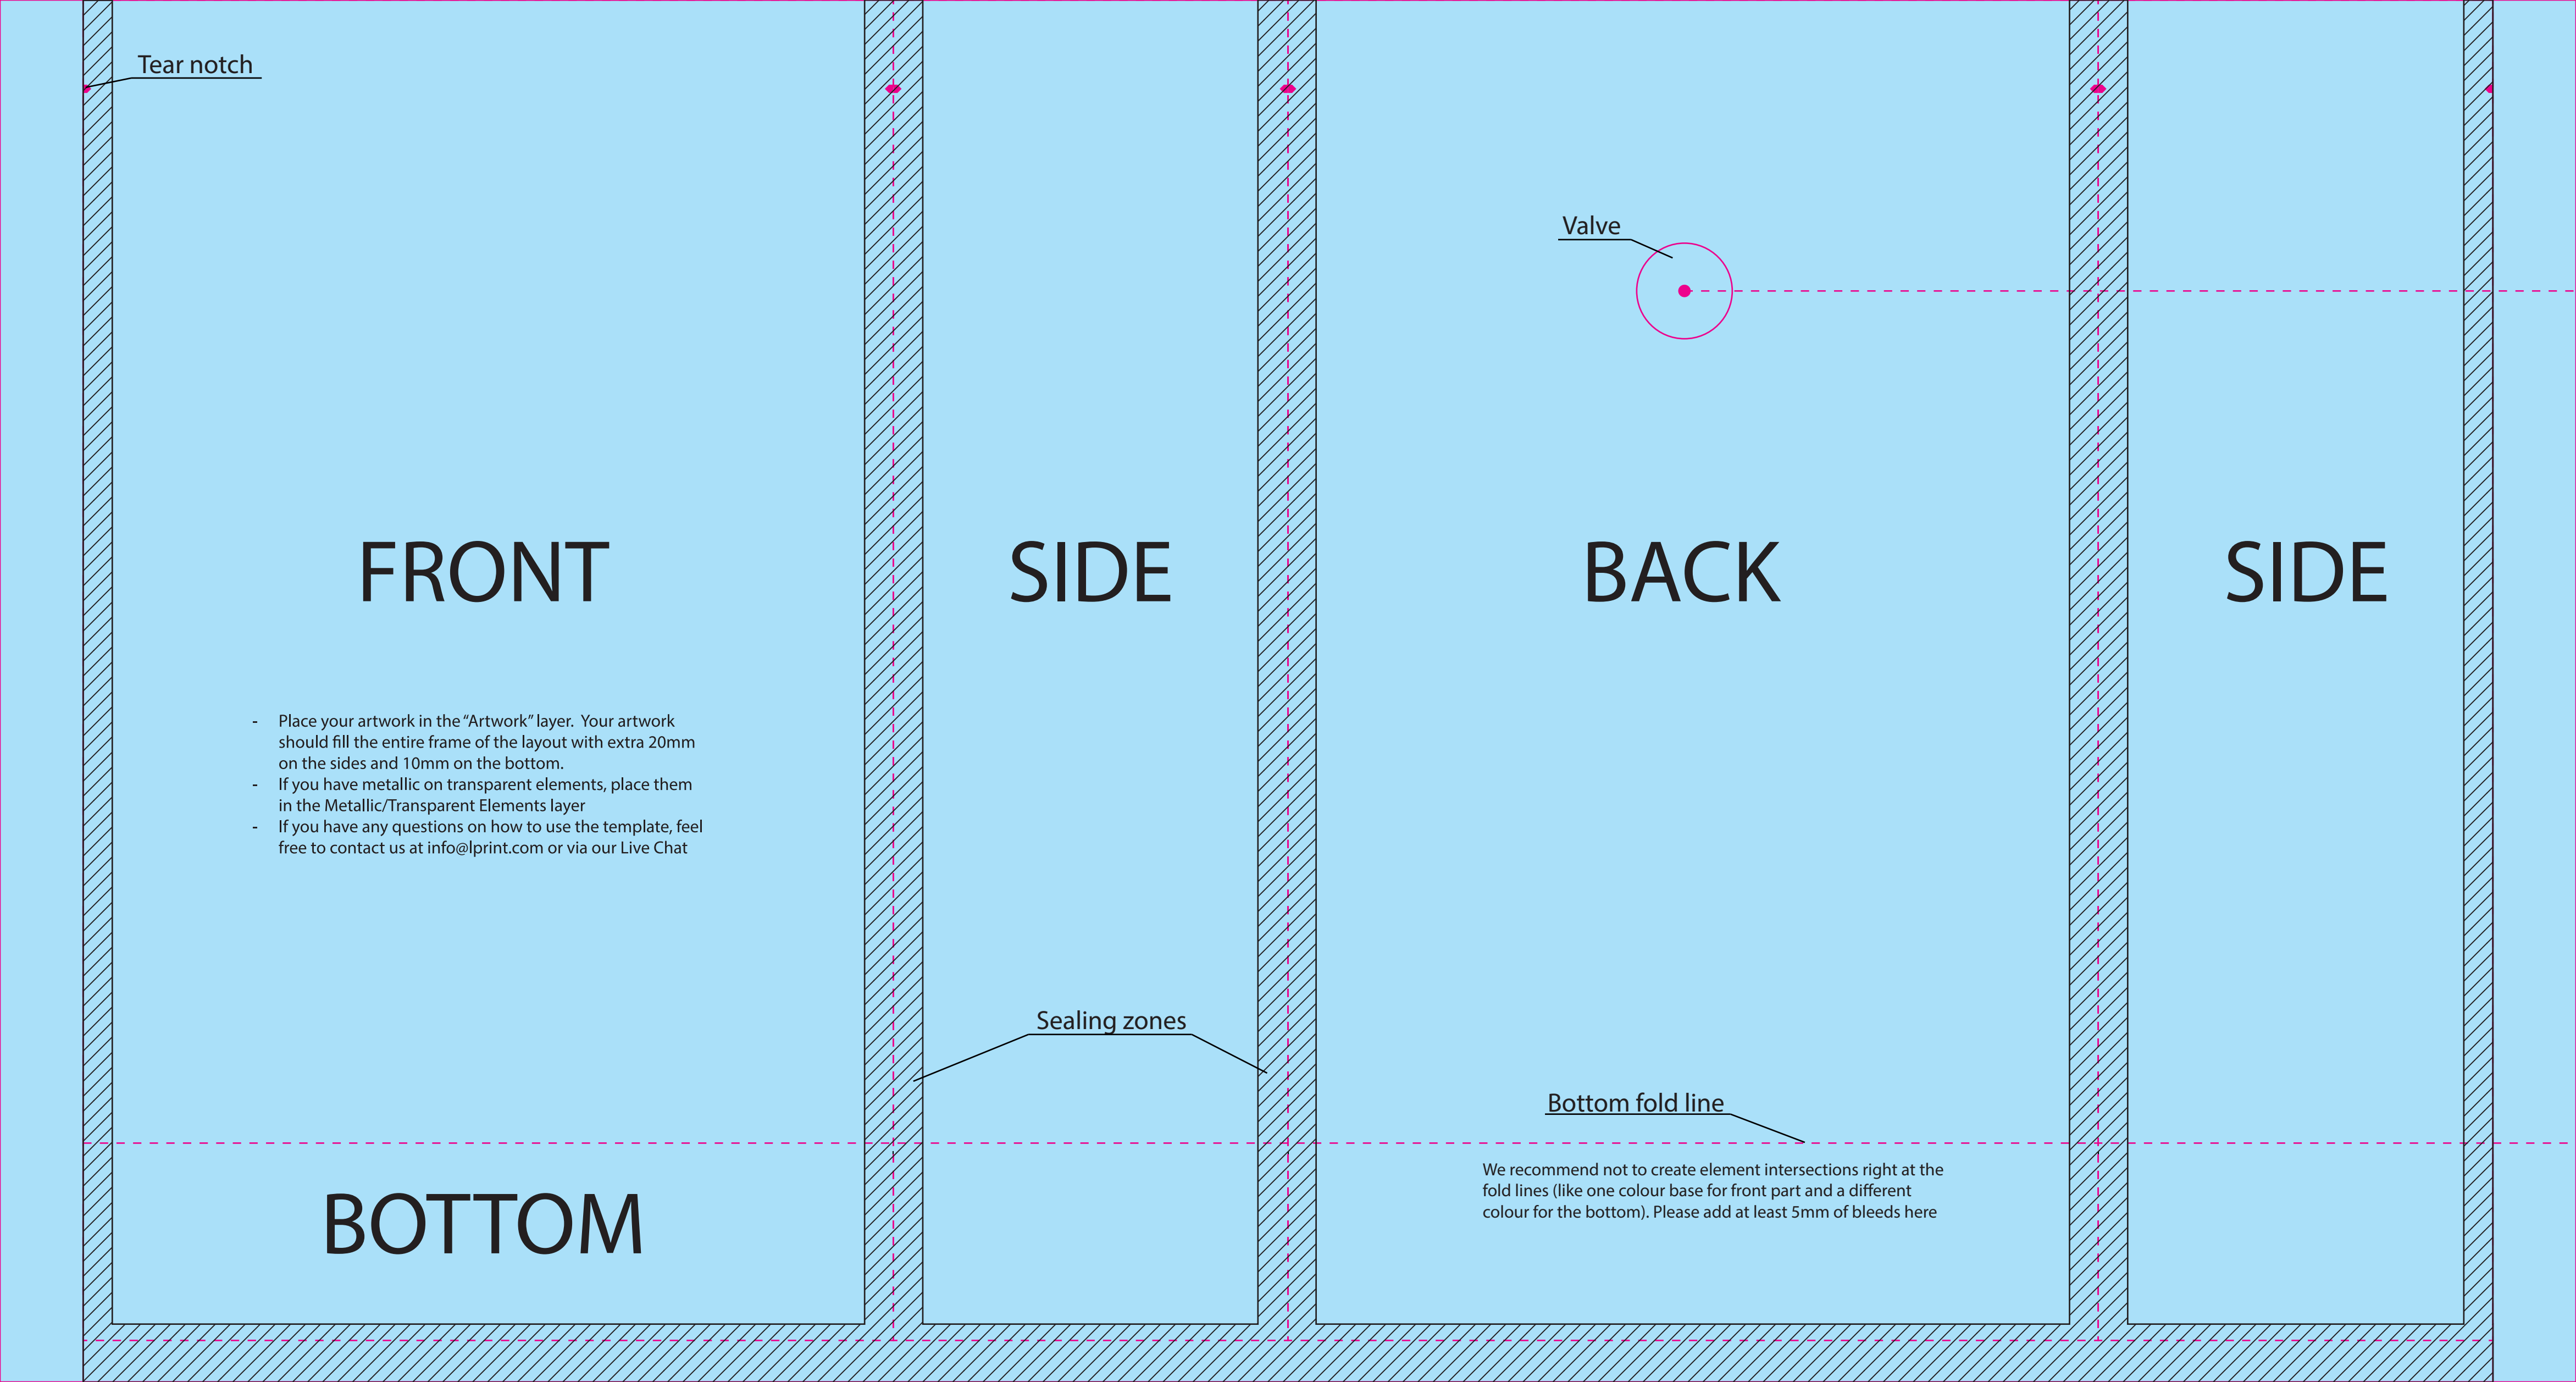 Tear notch
Valve
FRONT
SIDE
BACK
SIDE
- Place your artwork in the “Artwork” layer.  Your artwork
should fill the entire frame of the layout with extra 20mm
on the sides and 10mm on the bottom.
- If you have metallic on transparent elements, place them
in the Metallic/Transparent Elements layer
- If you have any questions on how to use the template, feel
free to contact us at info@lprint.com or via our Live Chat
Sealing zones
Bottom fold line
We recommend not to create element intersections right at the
fold lines (like one colour base for front part and a different
colour for the bottom). Please add at least 5mm of bleeds here
BOTTOM